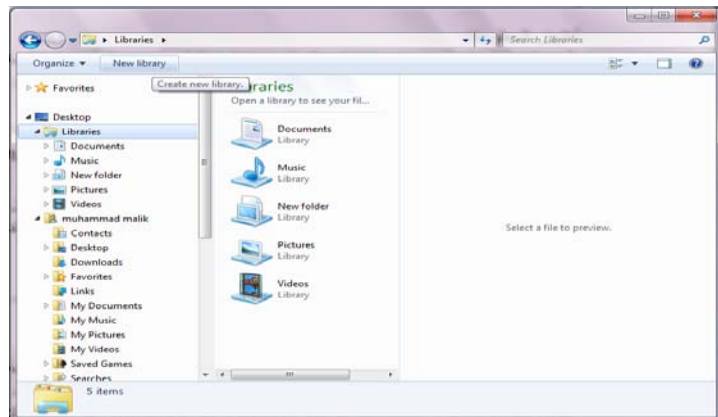 Libraries
Search Libraries
Organize
New library
Create new library.
Favorites
Desktop
Libraries
Documents
Music
New folder
Pictures
Videos
muhammad malik
Contacts
Desktop
Downloads
Favorites
Links
My Documents
My Music
My Pictures
My Videos
Saved Games
Searches
raries
Open a library to see your fil...
Documents
Library
Music
Library
New folder
Library
Pictures
Library
Videos
Library
Select a file to preview.
5 items